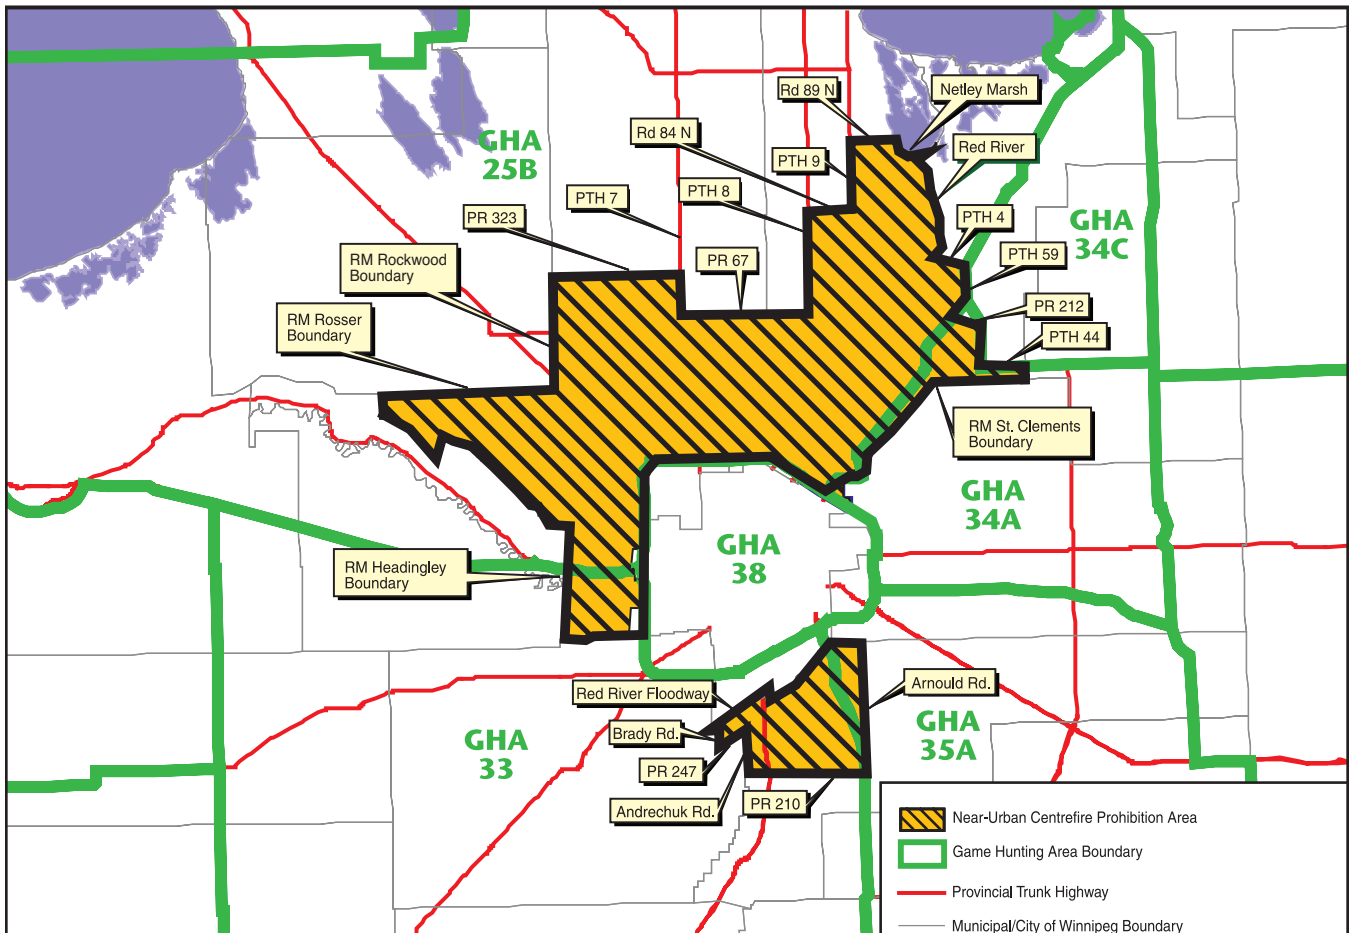 Rd 89 N
Netley Marsh
Rd 84 N
GHA
25B
PTH 9
Red River
PTH 7
PTH 8
PR 323
PTH 4
GHA
34C
RM Rockwood
Boundary
PR 67
PTH 59
RM Rosser
Boundary
PR 212
PTH 44
RM St. Clements
Boundary
GHA
34A
GHA
38
RM Headingley
Boundary
Red River Floodway
Arnould Rd.
Brady Rd.
GHA
33
GHA
35A
PR 247
Andrechuk Rd.
PR 210
Near-Urban Centrefire Prohibition Area
Game Hunting Area Boundary
Provincial Trunk Highway
Municipal/City of Winnipeg Boundary